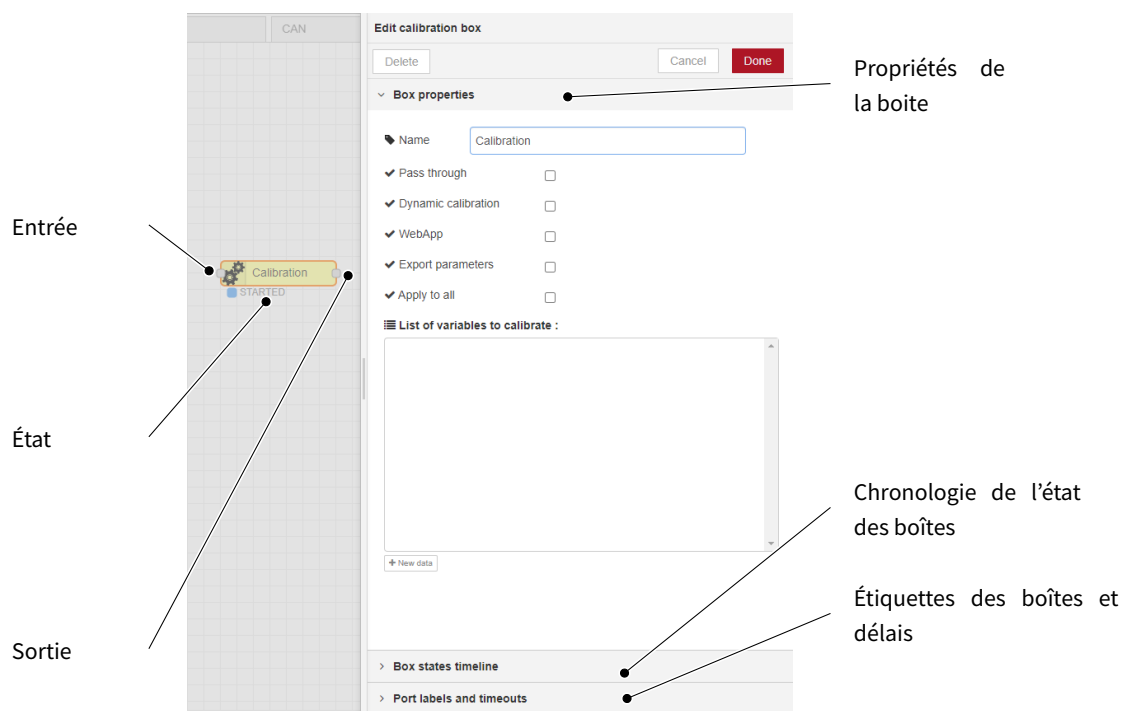 CAN
Edit calibration box
Delete
Cancel
Done
Box properties
Name
Calibration
Pass through
Dynamic calibration
WebApp
Export parameters
Apply to all
List of variables to calibrate :
New data
Box states timeline
Port labels and timeouts
Calibration
STARTED
Entrée
État
Sortie
Propriétés de
la boite
Chronologie de l’état
des boîtes
Étiquettes des boîtes et
délais